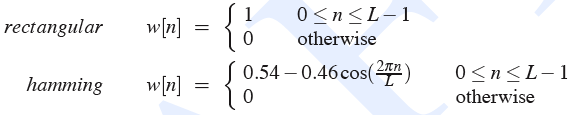 rectangular w[n] = { 1 0 ≤ n ≤ L − 1
0 otherwise
hamming w[n] = { 0.54 − 0.46 cos(2πn/L) 0 ≤ n ≤ L − 1
0 otherwise